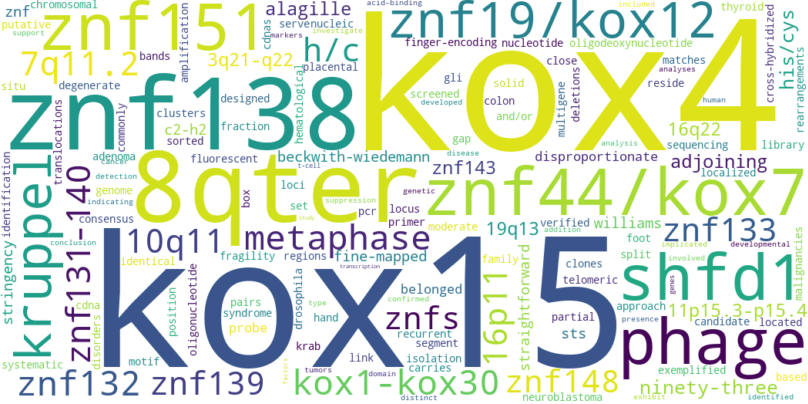 chromosomal
acid-binding
alagille
znf
znf151
znf19/kox12
included
thyroid
putative
support
cdnas
servenucleic
markers
investigate
h/c
finger-encoding
nucleotide
oligodeoxynucleotide
his/cys
rearrangements
7q11.2
bands
3q21-q22
amplification
placental
kox4
close
matches
analyses
cross-hybridized
situ
degenerate
hematological
gli
solid
multigene
deletions
reside
znf138
designed
screened
developed
colon
and/or
human
translocations
commonly
clusters
fraction
c2-h2
gap
16q22
sorted
analysis
sequencing
library
identification
adenoma
cancer
fluorescent
beckwith-wiedemann
t-cell
disease
disproportionate
adjoining
detection
8qter
loci
suppression
znf143
localized
kruppel
genome
indicating
box
set
pcr
locus
genetic
znf44/kox7
stringency
znf131-140
consensus
study
primer
moderate
conclusion
10q11
metaphase
19q13
verified
addition
williams
znf133
implicated
developmental
identical
fragility
regions
fine-mapped
family
foot
split
involved
shfd1
malignancies
cdna
kox15
oligonucleotide
pairs
drosophila
type
confirmed
transcription
belonged
16p11
straightforward
clones
telomeric
approach
genes
disorders
position
syndrome
hand
znfs
recurrent
partial
presence
11p15.3-p15.4
probe
segment
sts
phage
candidate
located
systematic
motif
krab
link
isolation
carries
exemplified
based
znf132
znf139
factors
tumors
domain
kox1-kox30
distinct
znf148
neuroblastoma
exhibit
ninety-three
identified